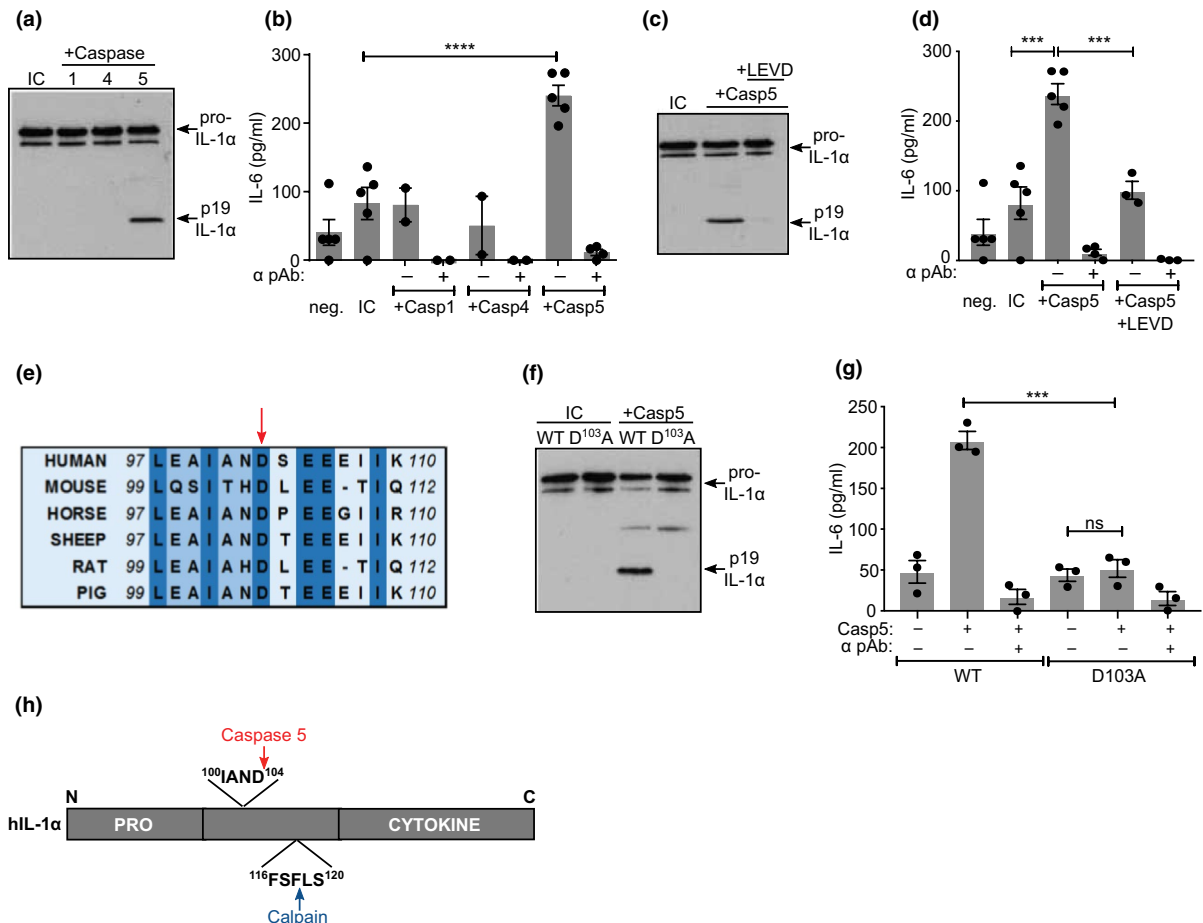 (a)
+Caspase
IC 1 4 5
pro-
IL-1α
p19
IL-1α
(b)
IL-6 (pg/ml)
300
200
100
0
****
α pAb: – + – + – +
neg. IC +Casp1 +Casp4 +Casp5
(c)
+LEVD
+Casp5
IC
pro-
IL-1α
p19
IL-1α
(d)
IL-6 (pg/ml)
300
200
100
0
*** ***
α pAb: – + – +
neg. IC +Casp5 +Casp5
+LEVD
(e)
HUMAN 97 L E A I A N D S E E E I I K 110
MOUSE 99 L Q S I T H D L E E - T I Q 112
HORSE 97 L E A I A N D P E E G I I R 110
SHEEP 97 L E A I A N D T E E E I I K 110
RAT 99 L E A I A H D L E E - T I Q 112
PIG 99 L E A I A N D T E E E I I K 110
(f)
IC +Casp5
WT D¹⁰³A WT D¹⁰³A
pro-
IL-1α
p19
IL-1α
(g)
IL-6 (pg/ml)
250
200
150
100
50
0
***
ns
Casp5: – + + – + +
α pAb: – – + – – +
WT D103A
(h)
Caspase 5
¹⁰⁰IAND¹⁰⁴
N C
hIL-1α PRO CYTOKINE
¹¹⁶FSFLS¹²⁰
Calpain